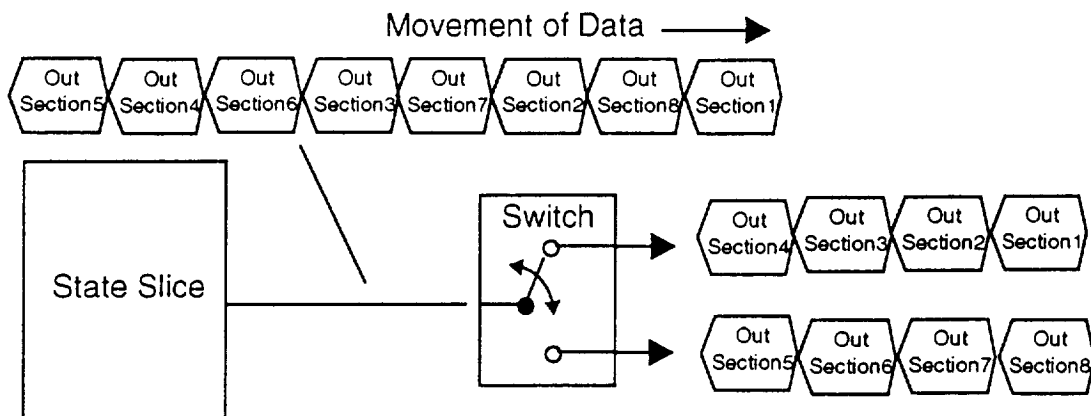 Movement of Data
Out Section5
Out Section4
Out Section6
Out Section3
Out Section7
Out Section2
Out Section8
Out Section1
State Slice
Switch
Out Section4
Out Section3
Out Section2
Out Section1
Out Section5
Out Section6
Out Section7
Out Section8